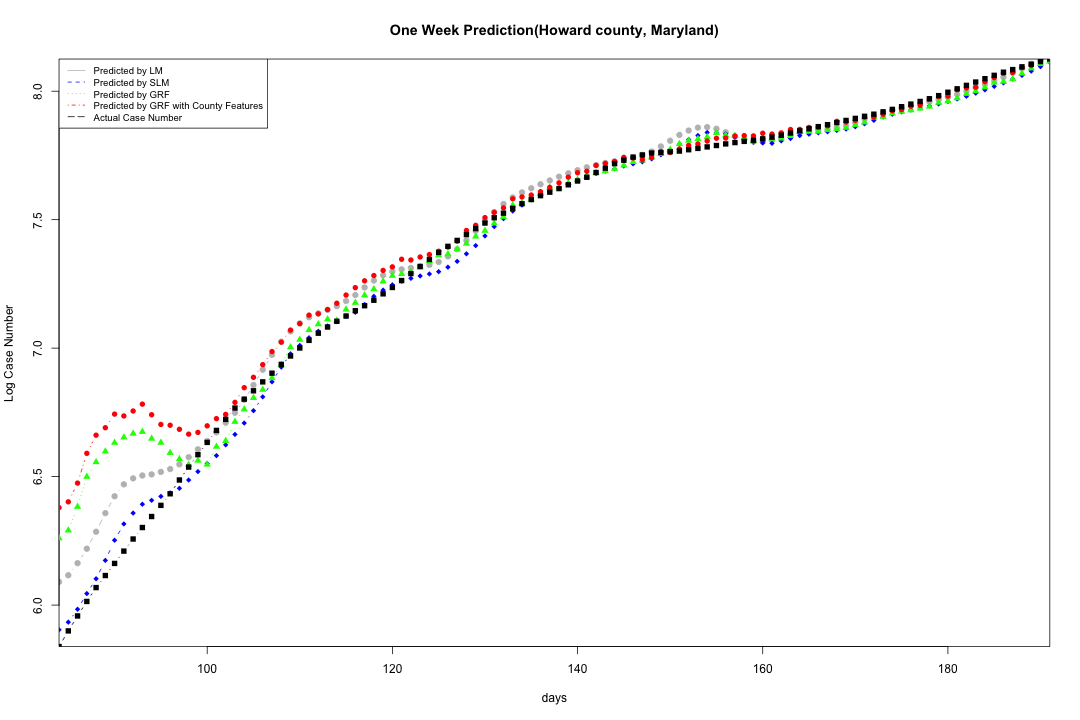 One Week Prediction(Howard county, Maryland)
Predicted by LM
Predicted by SLM
Predicted by GRF
Predicted by GRF with County Features
Actual Case Number
8.0
7.5
7.0
6.5
6.0
Log Case Number
100 120 140 160 180
days